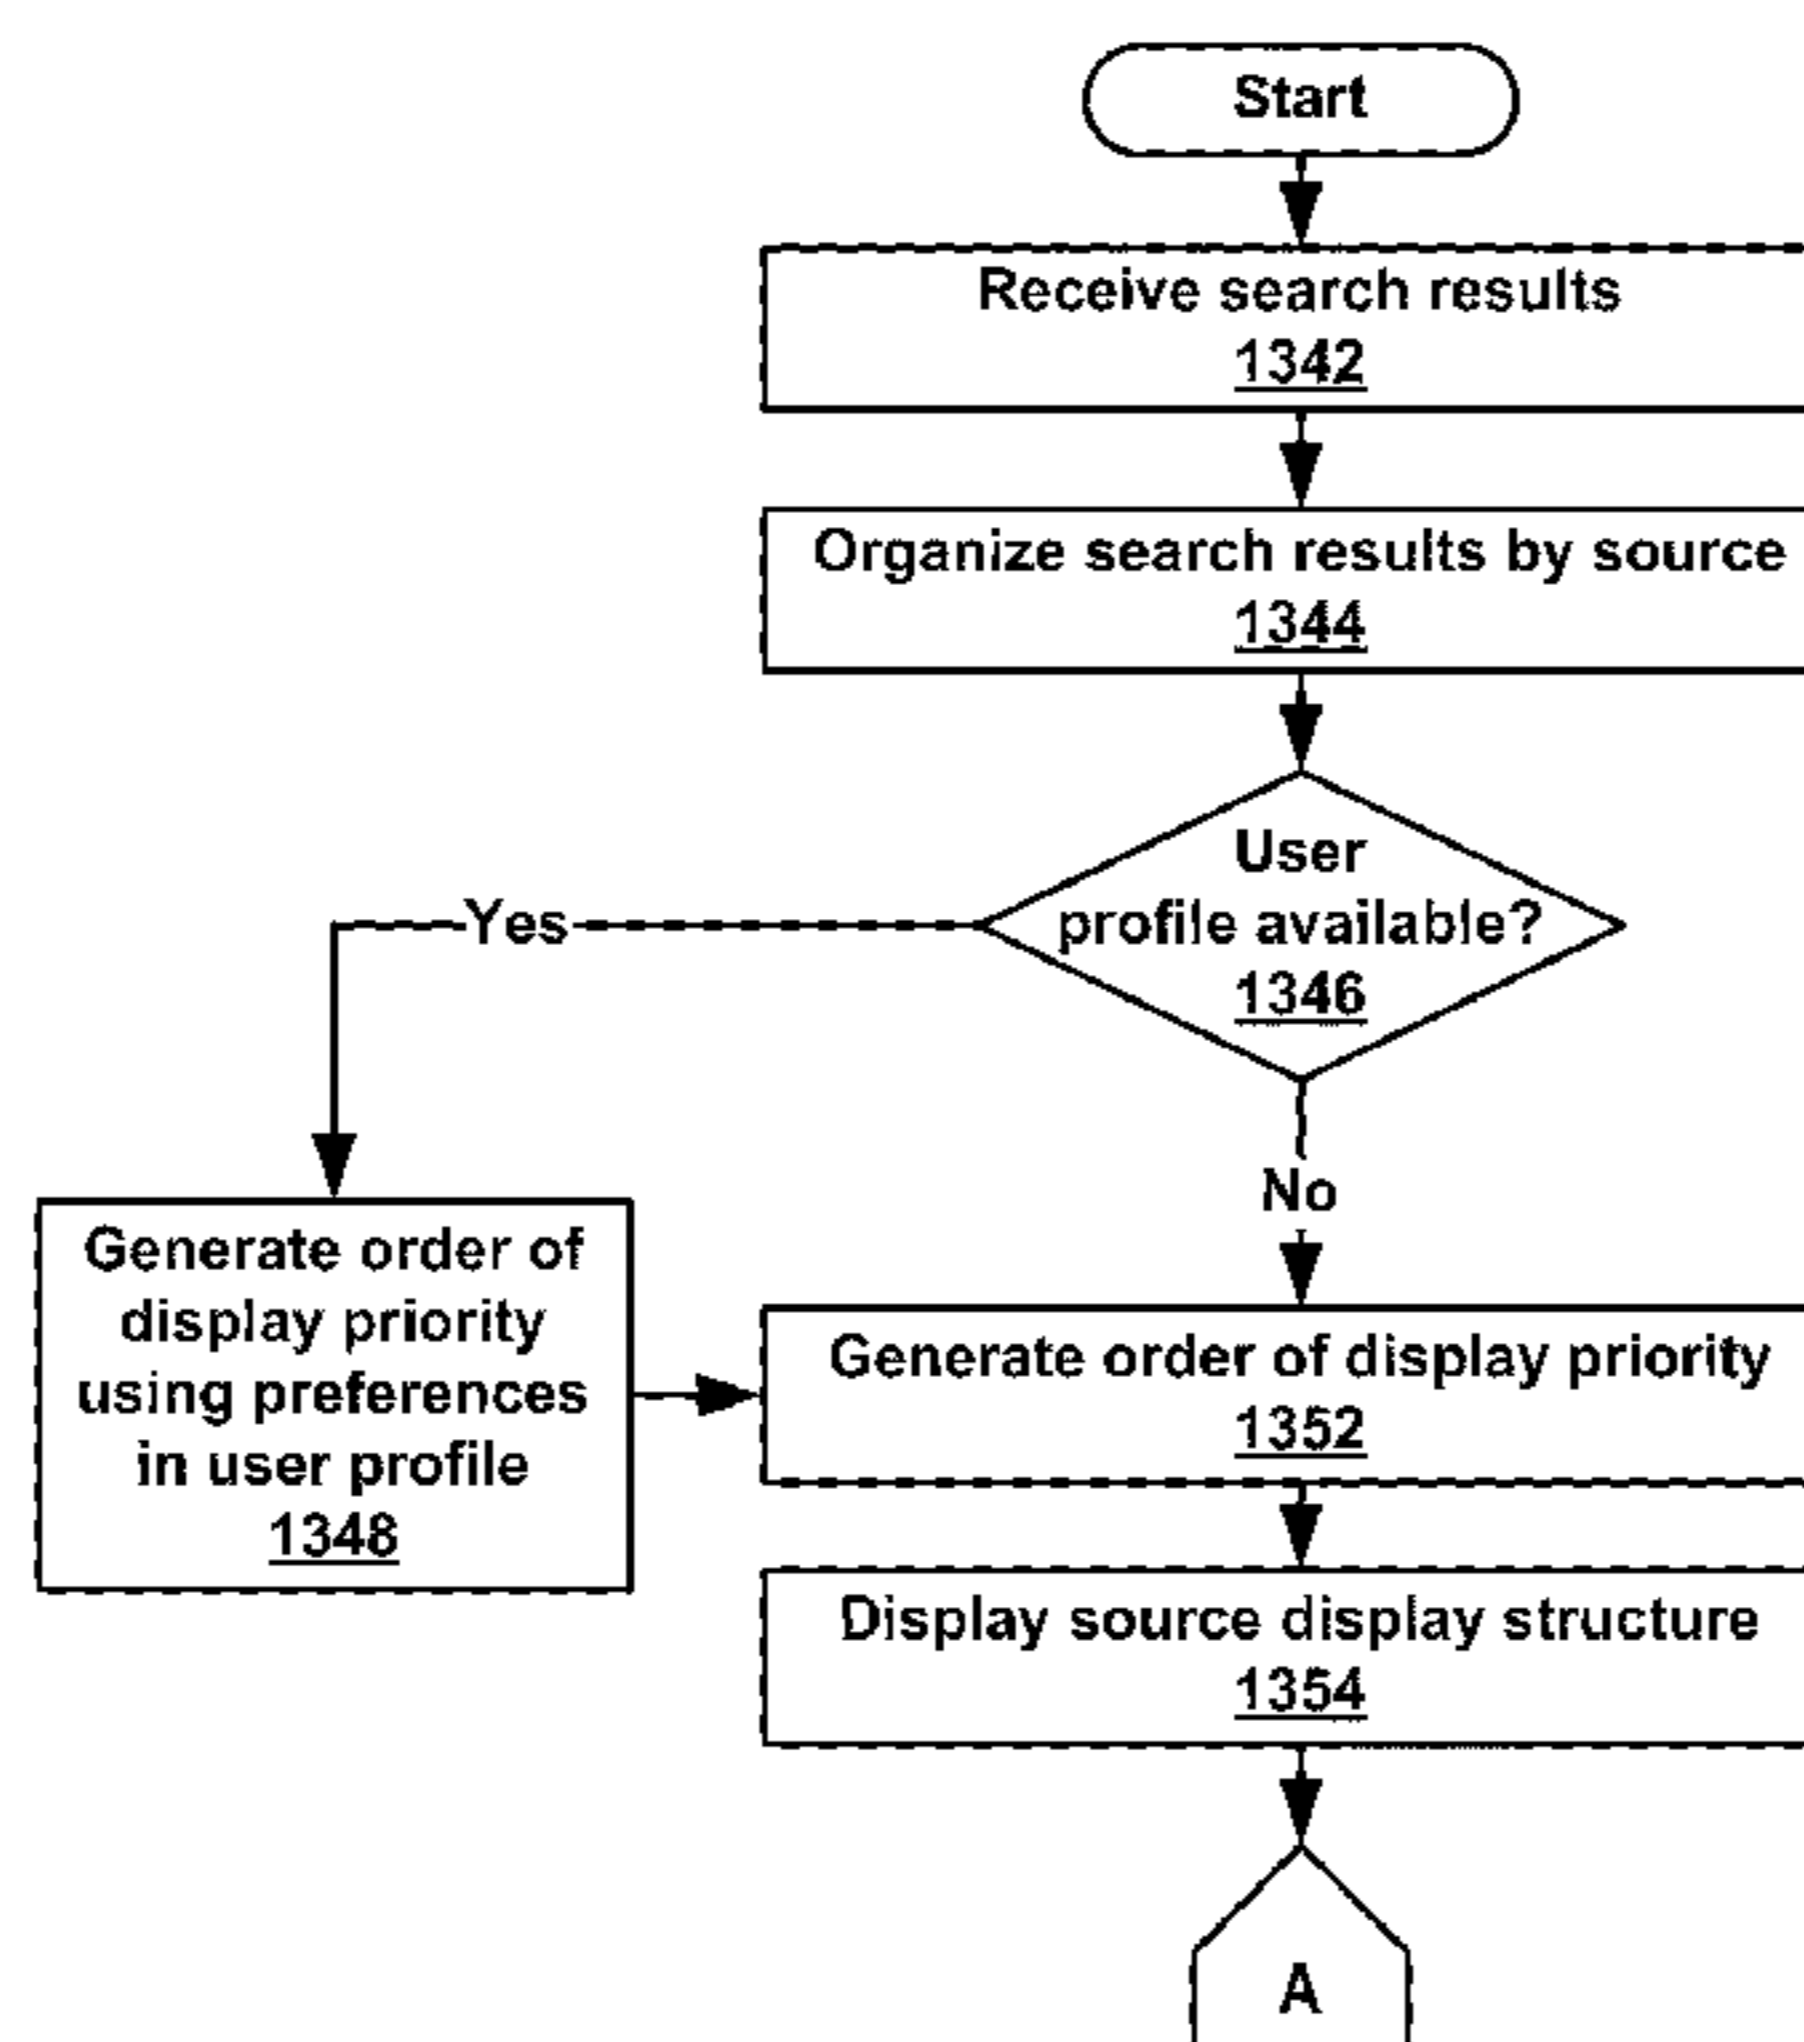 Start
Receive search results
1342
Organize search results by source
1344
User
profile available?
1346
Yes
No
Generate order of
display priority
using preferences
in user profile
1348
Generate order of display priority
1352
Display source display structure
1354
A